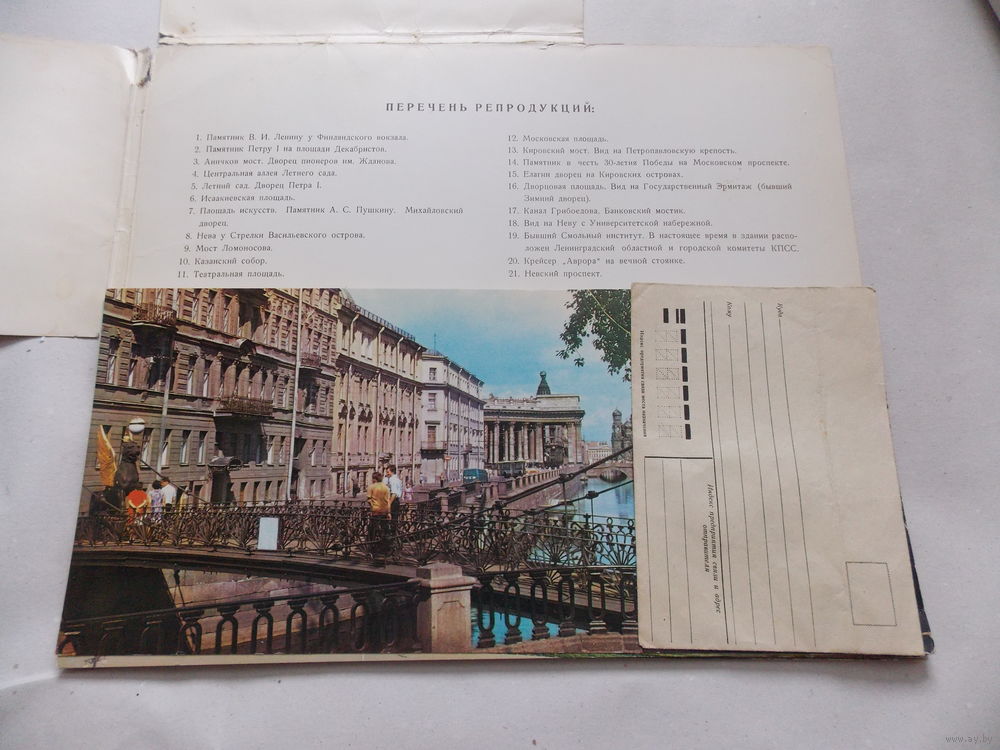 ПЕРЕЧЕНЬ РЕПРОДУКЦИЙ:
1. Памятник В. И. Ленину у Финляндского вокзала.
2. Памятник Петру I на площади Декабристов.
3. Аничков мост. Дворец пионеров им. Жданова.
4. Центральная аллея Летнего сада.
5. Летний сад. Дворец Петра I.
6. Исаакиевская площадь.
7. Площадь искусств. Памятник А. С. Пушкину. Михайловский
дворец.
8. Нева у Стрелки Васильевского острова.
9. Мост Ломоносова.
10. Казанский собор.
11. Театральная площадь.
12. Московская площадь.
13. Кировский мост. Вид на Петропавловскую крепость.
14. Памятник в честь 30-летия Победы на Московском проспекте.
15. Елагин дворец на Кировских островах.
16. Дворцовая площадь. Вид на Государственный Эрмитаж (бывший
Зимний дворец).
17. Канал Грибоедова. Банковский мостик.
18. Вид на Неву с Университетской набережной.
19. Бывший Смольный институт. В настоящее время в здании распо-
ложен Ленинградский областной и городской комитеты КПСС.
20. Крейсер „Аврора" на вечной стоянке.
21. Невский проспект.
Куда
Кому
Индекс предприятия связи места назначения
Индекс предприятия связи и адрес
отправителя
www.ay.by